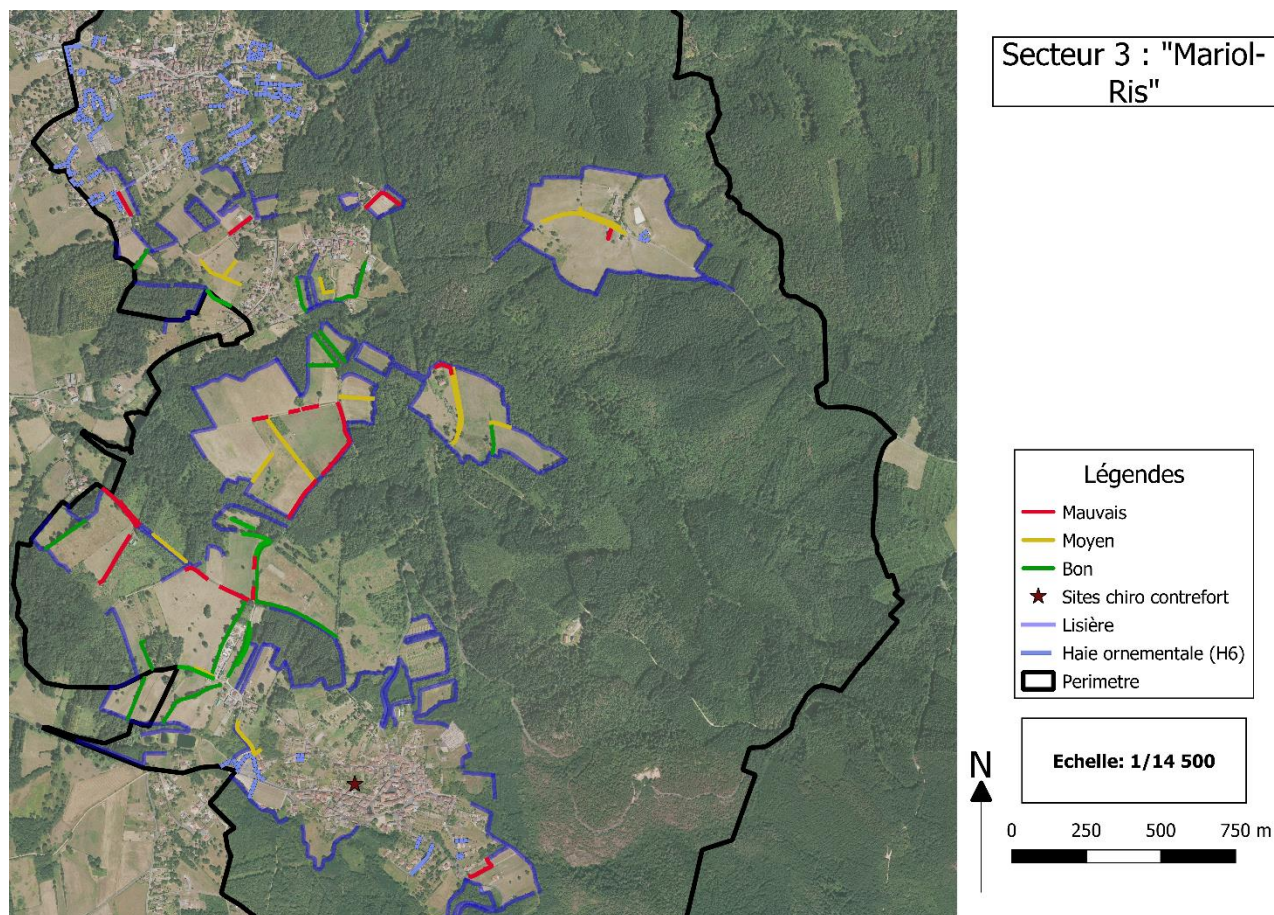 Secteur 3 : "Mariol-
Ris"
Légendes
Mauvais
Moyen
Bon
Sites chiro contrefort
Lisière
Haie ornementale (H6)
Perimetre
Echelle: 1/14 500
N
0 250 500 750 m